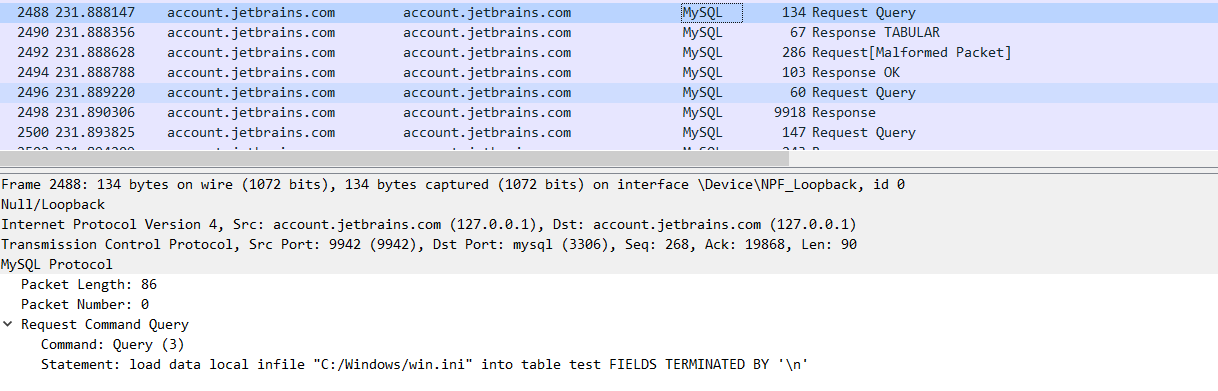 2488 231.888147 account.jetbrains.com account.jetbrains.com MySQL 134 Request Query
2490 231.888356 account.jetbrains.com account.jetbrains.com MySQL 67 Response TABULAR
2492 231.888628 account.jetbrains.com account.jetbrains.com MySQL 286 Request[Malformed Packet]
2494 231.888788 account.jetbrains.com account.jetbrains.com MySQL 103 Response OK
2496 231.889220 account.jetbrains.com account.jetbrains.com MySQL 60 Request Query
2498 231.890306 account.jetbrains.com account.jetbrains.com MySQL 9918 Response
2500 231.893825 account.jetbrains.com account.jetbrains.com MySQL 147 Request Query
Frame 2488: 134 bytes on wire (1072 bits), 134 bytes captured (1072 bits) on interface \Device\NPF_Loopback, id 0
Null/Loopback
Internet Protocol Version 4, Src: account.jetbrains.com (127.0.0.1), Dst: account.jetbrains.com (127.0.0.1)
Transmission Control Protocol, Src Port: 9942 (9942), Dst Port: mysql (3306), Seq: 268, Ack: 19868, Len: 90
MySQL Protocol
Packet Length: 86
Packet Number: 0
Request Command Query
Command: Query (3)
Statement: load data local infile "C:/Windows/win.ini" into table test FIELDS TERMINATED BY '\n'